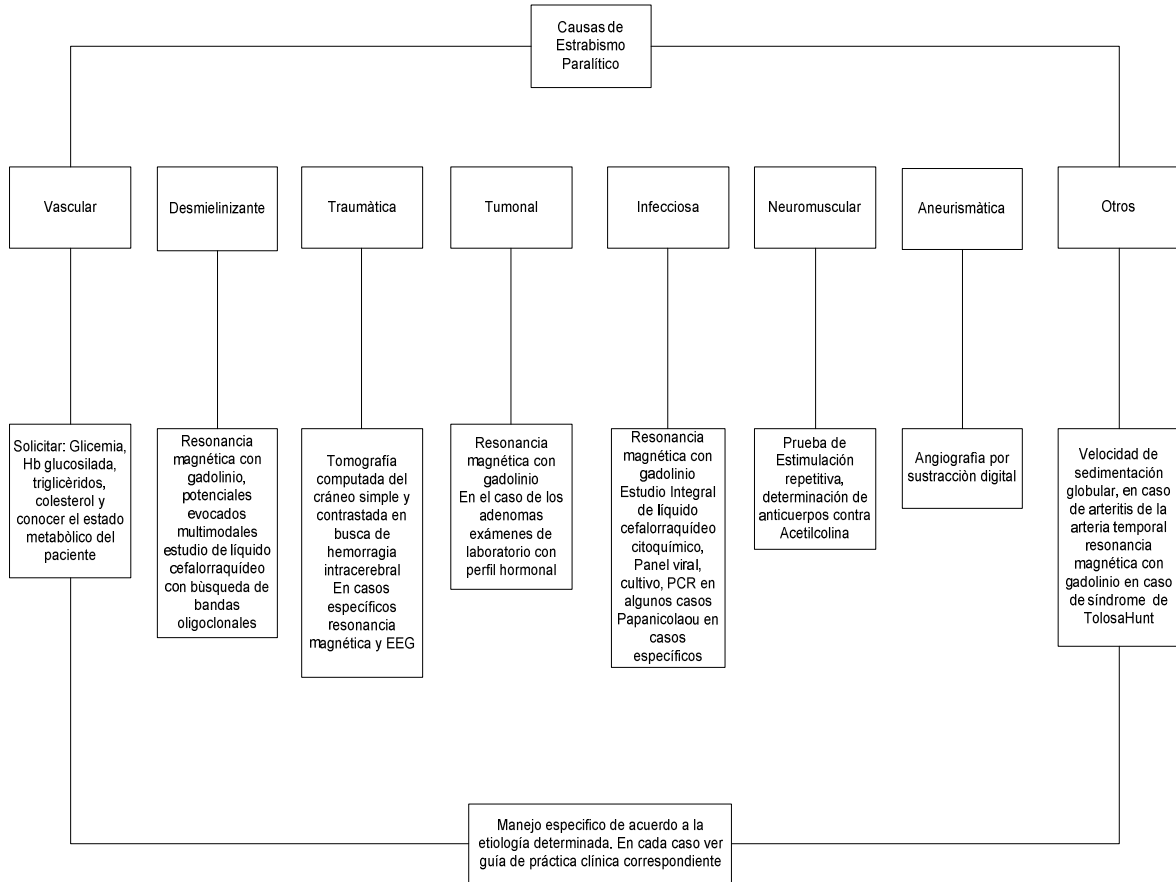 Causas de
Estrabismo
Paralítico
Vascular
Desmielinizante
Traumàtica
Tumonal
Infecciosa
Neuromuscular
Aneurismàtica
Otros
Solicitar: Glicemia,
Hb glucosilada,
triglicèridos,
colesterol y
conocer el estado
metabòlico del
paciente
Resonancia
magnética con
gadolinio,
potenciales
evocados
multimodales
estudio de líquido
cefalorraquídeo
con bùsqueda de
bandas
oligoclonales
Tomografía
computada del
cráneo simple y
contrastada en
busca de
hemorragia
intracerebral
En casos
específicos
resonancia
magnética y EEG
Resonancia
magnética con
gadolinio
En el caso de los
adenomas
exámenes de
laboratorio con
perfil hormonal
Resonancia
magnética con
gadolinio
Estudio Integral
de líquido
cefalorraquídeo
citoquímico,
Panel viral,
cultivo, PCR en
algunos casos
Papanicolaou en
casos
específicos
Prueba de
Estimulación
repetitiva,
determinación de
anticuerpos contra
Acetilcolina
Angiografìa por
sustracciòn digital
Velocidad de
sedimentación
globular, en caso
de arteritis de la
arteria temporal
resonancia
magnética con
gadolinio en caso
de síndrome de
TolosaHunt
Manejo especifico de acuerdo a la
etiología determinada. En cada caso ver
guía de práctica clínica correspondiente